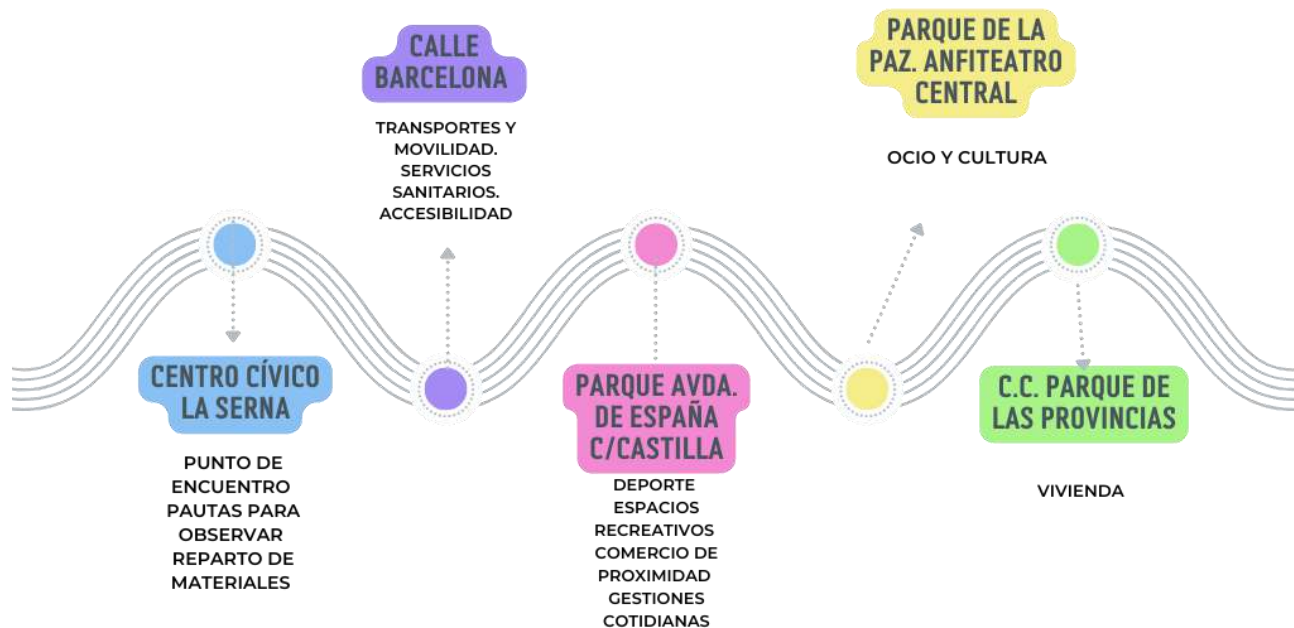 CENTRO CÍVICO
LA SERNA
PUNTO DE
ENCUENTRO
PAUTAS PARA
OBSERVAR
REPARTO DE
MATERIALES
CALLE
BARCELONA
TRANSPORTES Y
MOVILIDAD.
SERVICIOS
SANITARIOS.
ACCESIBILIDAD
PARQUE AVDA.
DE ESPAÑA
C/CASTILLA
DEPORTE
ESPACIOS
RECREATIVOS
COMERCIO DE
PROXIMIDAD
GESTIONES
COTIDIANAS
PARQUE DE LA
PAZ. ANFITEATRO
CENTRAL
OCIO Y CULTURA
C.C. PARQUE DE
LAS PROVINCIAS
VIVIENDA